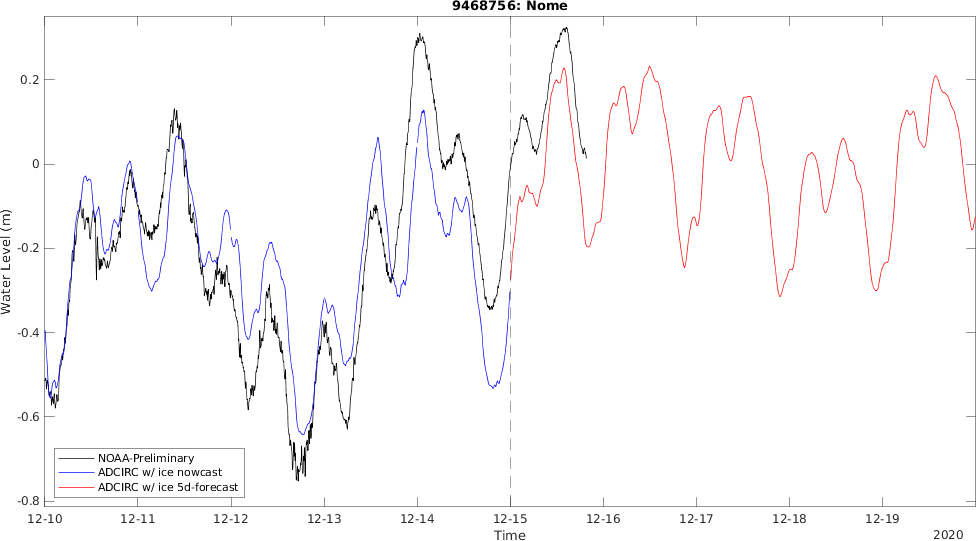 9468756: Nome
0.2
0
-0.2
-0.4
-0.6
-0.8
Water Level (m)
NOAA-Preliminary
ADCIRC w/ ice nowcast
ADCIRC w/ ice 5d-forecast
12-10 12-11 12-12 12-13 12-14 12-15 12-16 12-17 12-18 12-19
Time
2020